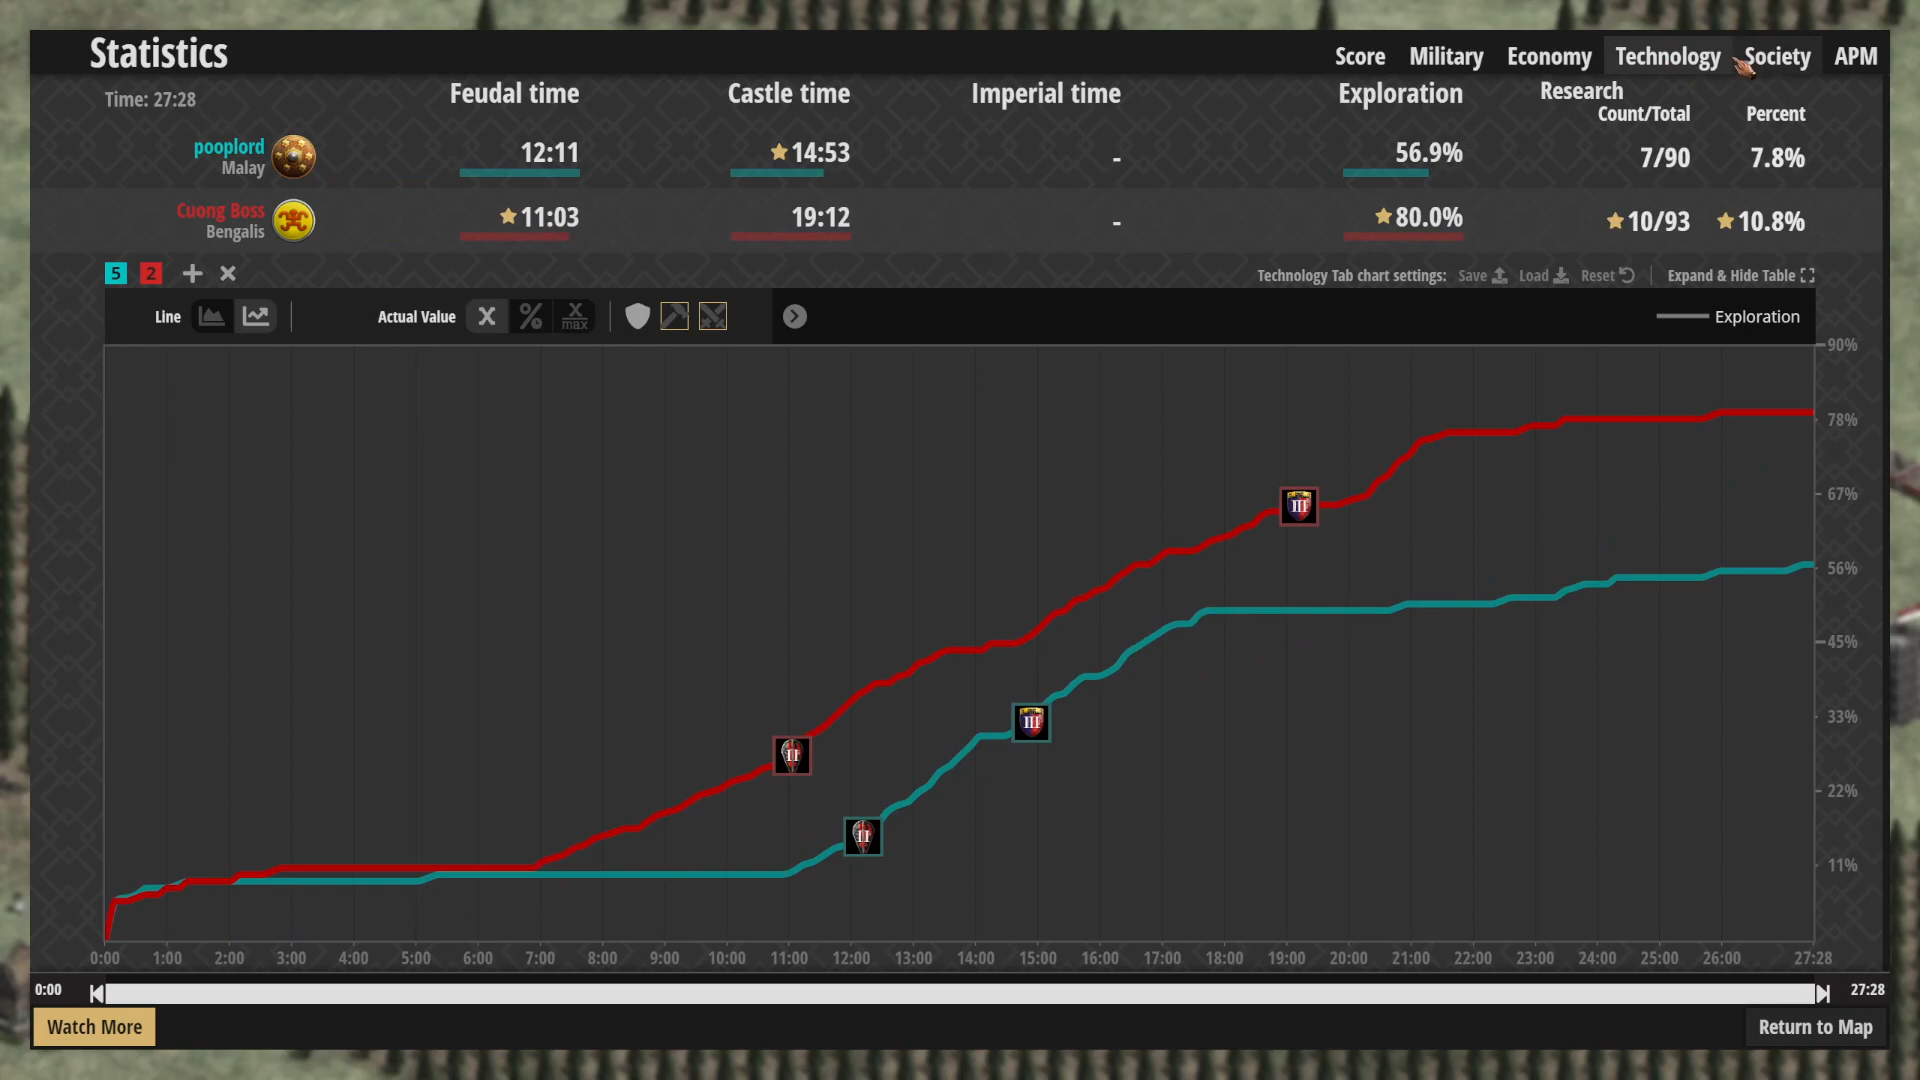 Statistics
Score Military Economy Technology Society APM
Time: 27:28
Feudal time Castle time Imperial time Exploration Research Count/Total Percent
pooplord
Malay
12:11 14:53 - 56.9% 7/90 7.8%
Cuong Boss
Bengalis
11:03 19:12 - 80.0% 10/93 10.8%
5 2
Technology Tab chart settings: Save Load Reset Expand & Hide Table
Line Actual Value X % X max
Exploration
90%
78%
67%
56%
45%
33%
22%
11%
III
III
II
II
0:00 1:00 2:00 3:00 4:00 5:00 6:00 7:00 8:00 9:00 10:00 11:00 12:00 13:00 14:00 15:00 16:00 17:00 18:00 19:00 20:00 21:00 22:00 23:00 24:00 25:00 26:00 27:28
0:00 27:28
Watch More Return to Map